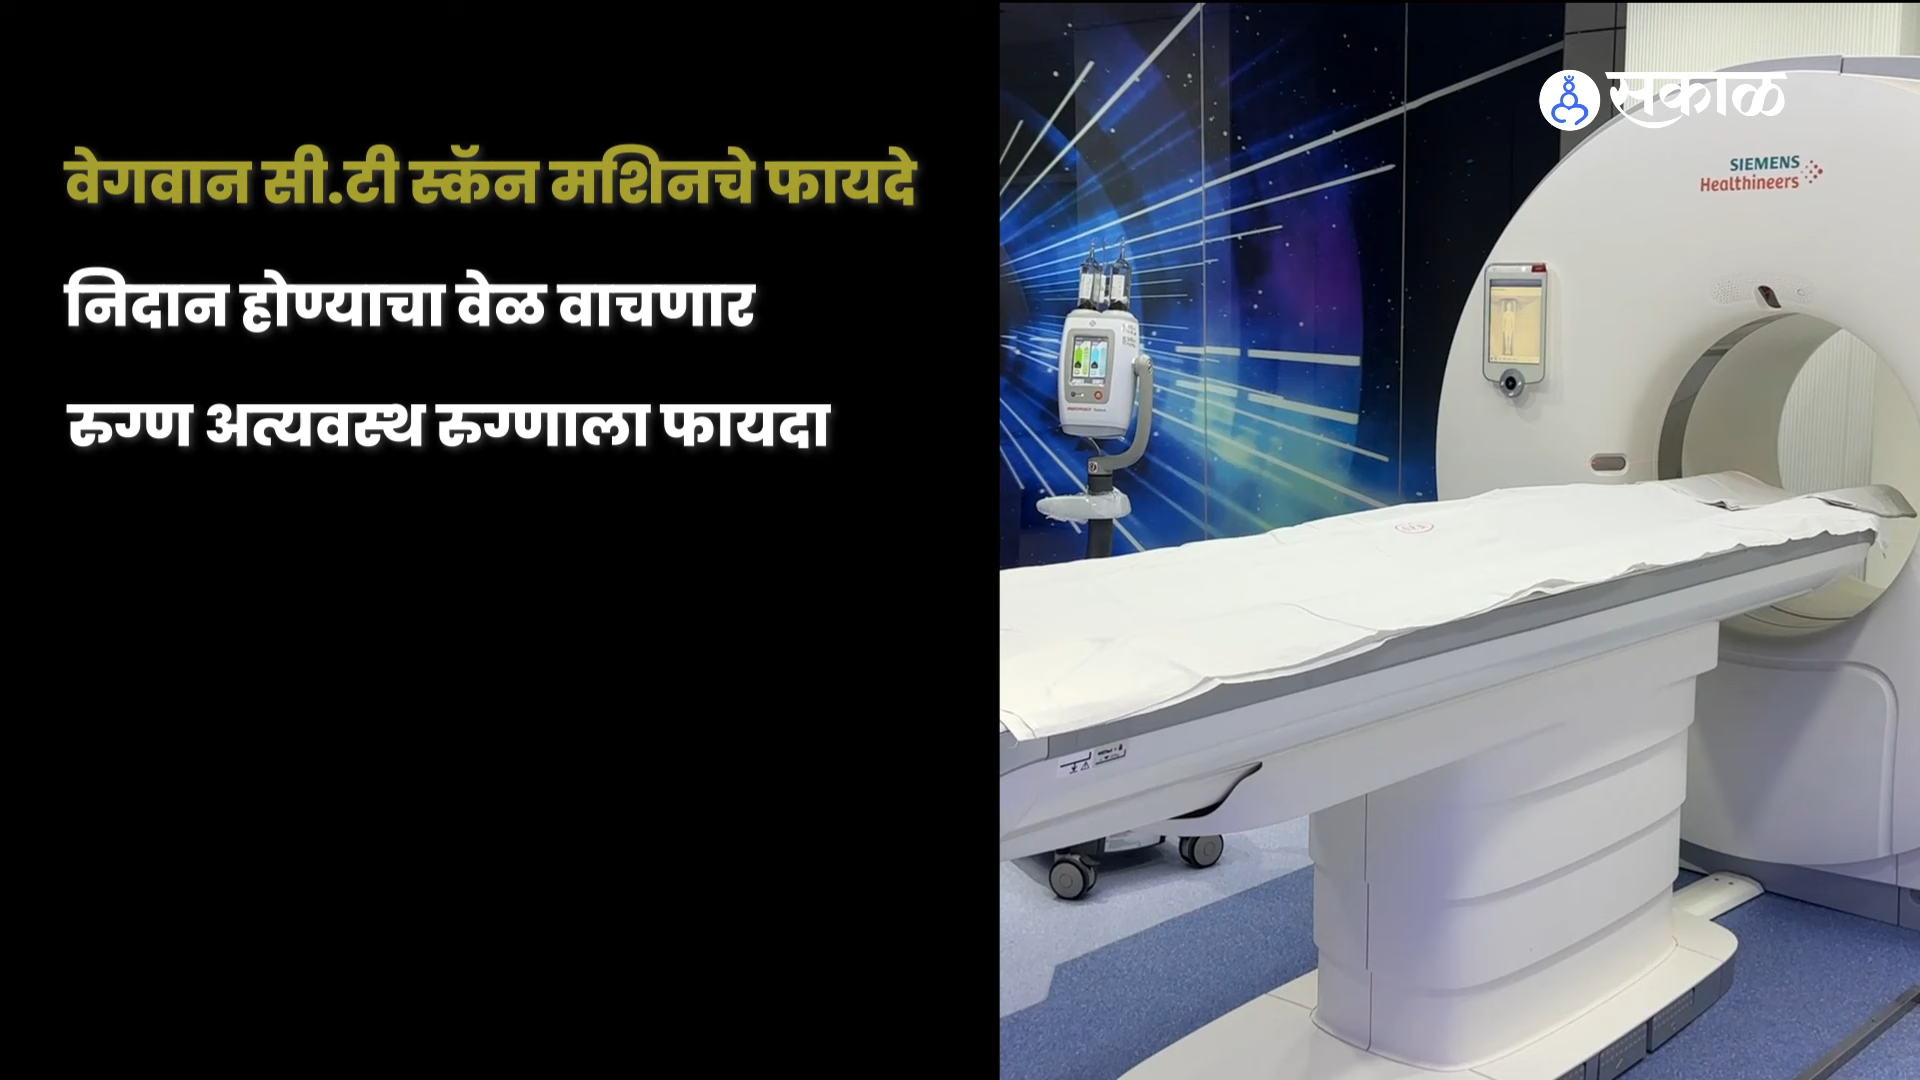 वेगवान सी.टी स्कॅन मशिनचे फायदे
निदान होण्याचा वेळ वाचणार
रुग्ण अत्यवस्थ रुग्णाला फायदा
सकाळ
SIEMENS
Healthineers